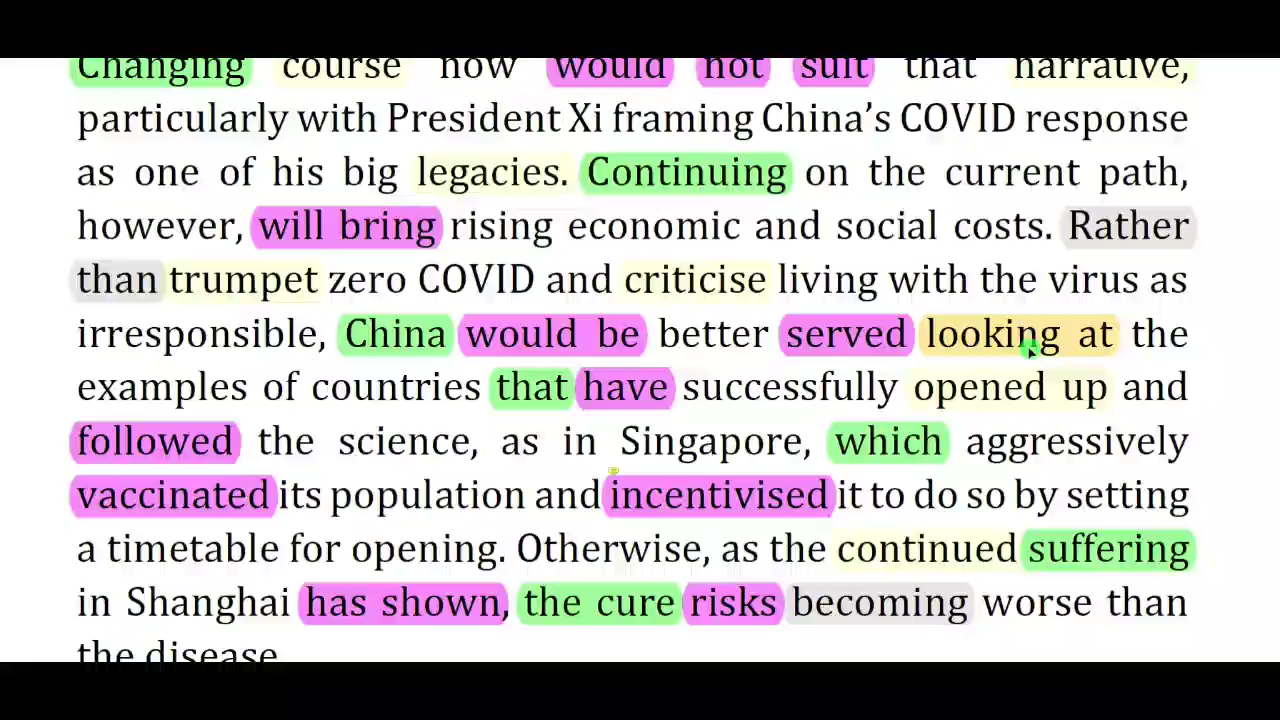 Changing course now would not suit that narrative,
particularly with President Xi framing China’s COVID response
as one of his big legacies. Continuing on the current path,
however, will bring rising economic and social costs. Rather
than trumpet zero COVID and criticise living with the virus as
irresponsible, China would be better served looking at the
examples of countries that have successfully opened up and
followed the science, as in Singapore, which aggressively
vaccinated its population and incentivised it to do so by setting
a timetable for opening. Otherwise, as the continued suffering
in Shanghai has shown, the cure risks becoming worse than
the disease.